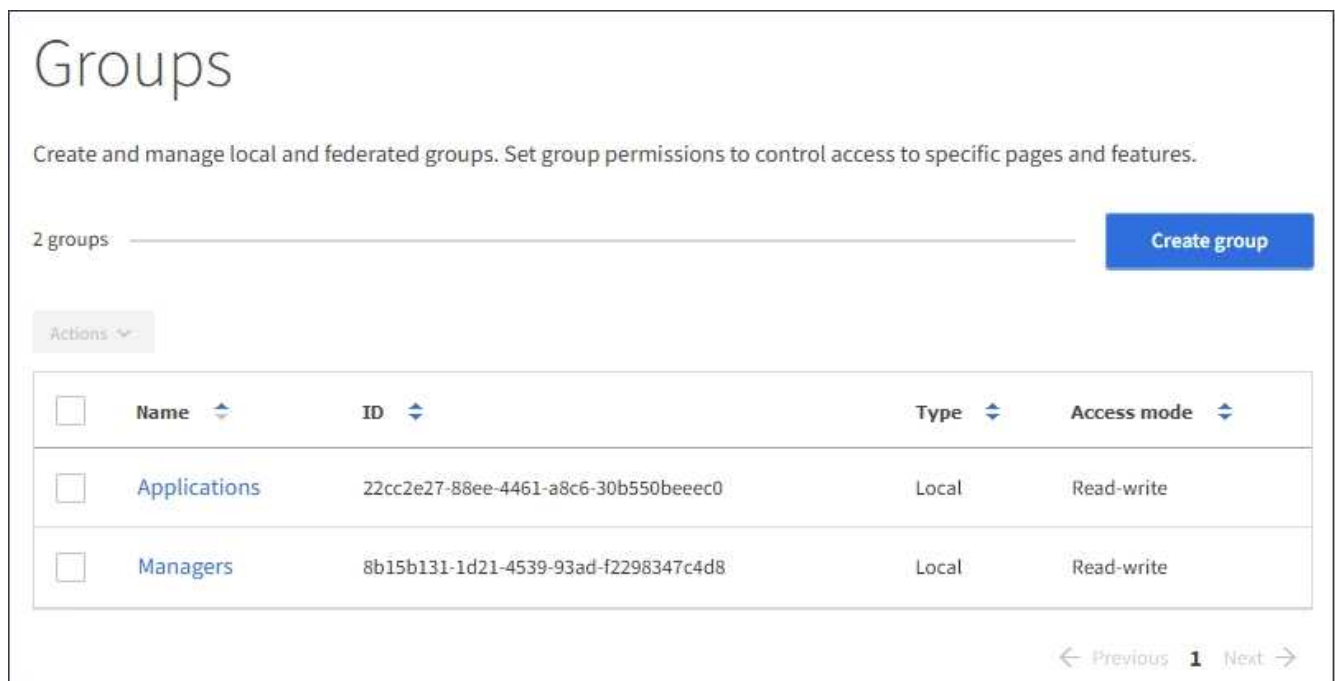 Groups
Create and manage local and federated groups. Set group permissions to control access to specific pages and features.
2 groups
Create group
Actions
Name ID Type Access mode
Applications 22cc2e27-88ee-4461-a8c6-30b550beeec0 Local Read-write
Managers 8b15b131-1d21-4539-93ad-f2298347c4d8 Local Read-write
← Previous 1 Next →